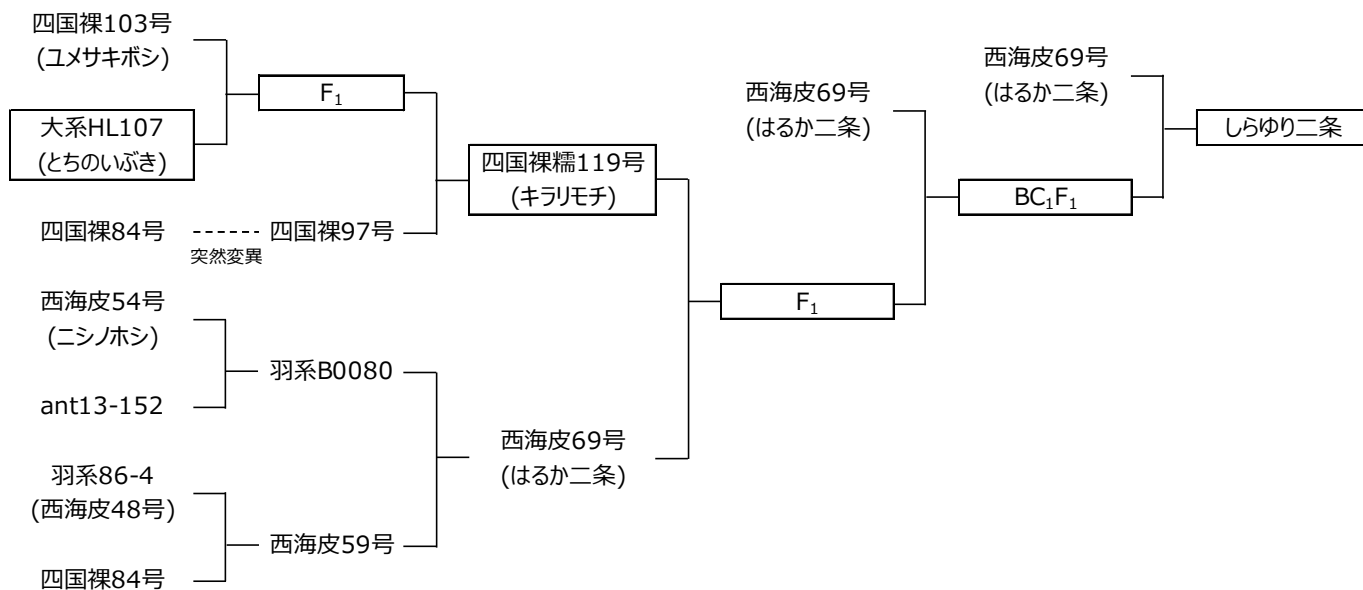 四国裸103号
(ユメサキボシ)
F₁
大系HL107
(とちのいぶき)
四国裸糯119号
(キラリモチ)
四国裸84号
突然変異
四国裸97号
西海皮54号
(ニシノホシ)
羽系B0080
ant13-152
西海皮69号
(はるか二条)
羽系86-4
(西海皮48号)
西海皮59号
四国裸84号
F₁
西海皮69号
(はるか二条)
BC₁F₁
西海皮69号
(はるか二条)
しらゆり二条